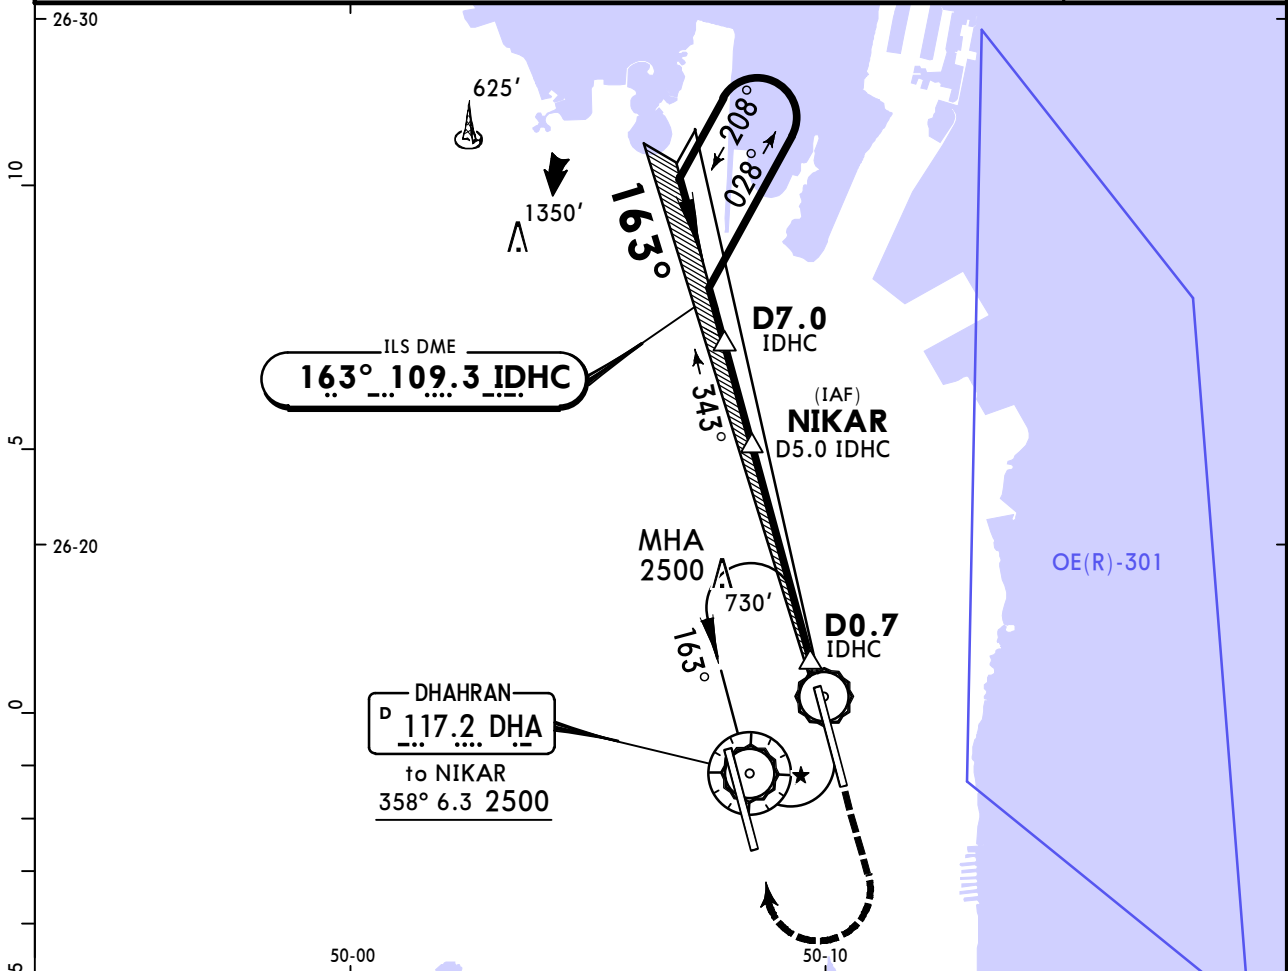 26-30
625'
208°
028°
10
1350'
163°
D7.0
IDHC
ILS DME
163° 109.3 IDHC
343°
(IAF)
NIKAR
D5.0 IDHC
5
26-20
MHA
2500
730'
OE(R)-301
163°
D0.7
IDHC
DHAHRAN
D 117.2 DHA
to NIKAR
358° 6.3 2500
0
50-00
50-10
5